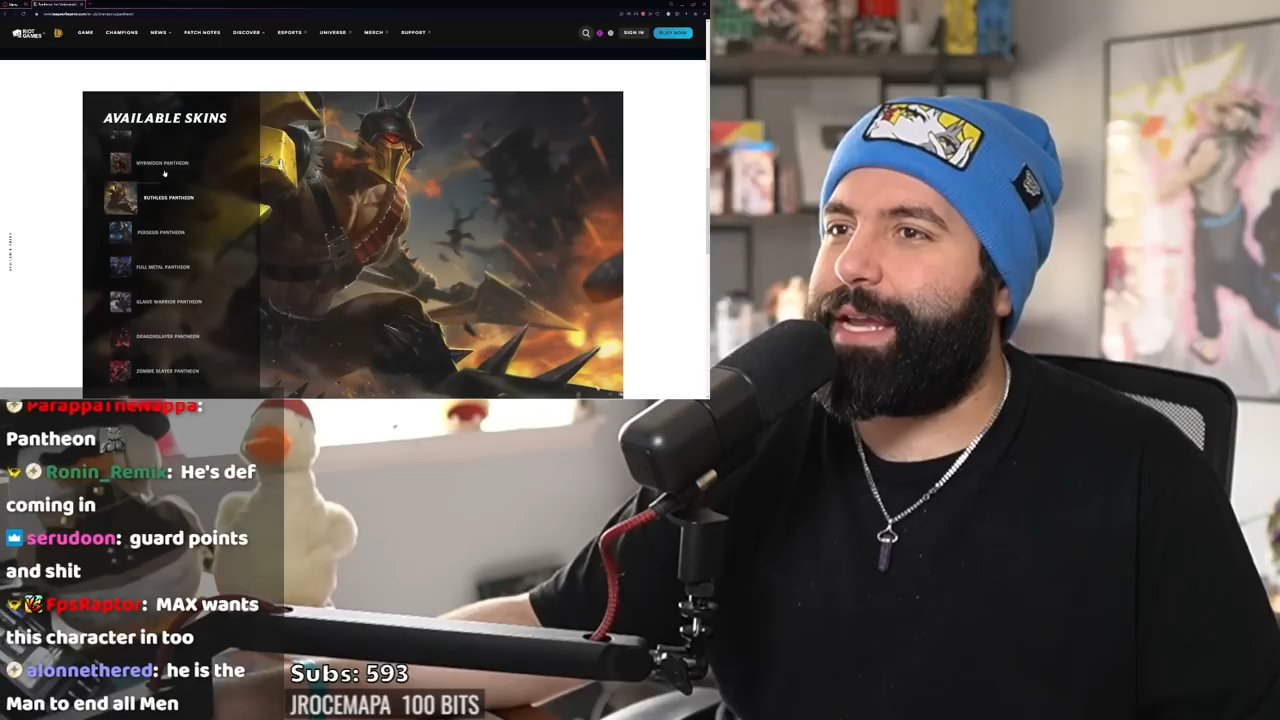 RIOT GAMES
GAME
CHAMPIONS
NEWS
PATCH NOTES
DISCOVER
ESPORTS
UNIVERSE
MERCH
SUPPORT
SIGN IN
PLAY NOW
AVAILABLE SKINS
MYRMIDON PANTHEON
RUTHLESS PANTHEON
PERSEUS PANTHEON
FULL METAL PANTHEON
GLAIVE WARRIOR PANTHEON
DRAGONSLAYER PANTHEON
ZOMBIE SLAYER PANTHEON
ParappaTheNappa:
Pantheon
Ronin_Remix: He's def
coming in
serudoon: guard points
and shit
FpsRaptor: MAX wants
this character in too
alonnethered: he is the
Man to end all Men
Subs: 593
JROCEMAPA 100 BITS